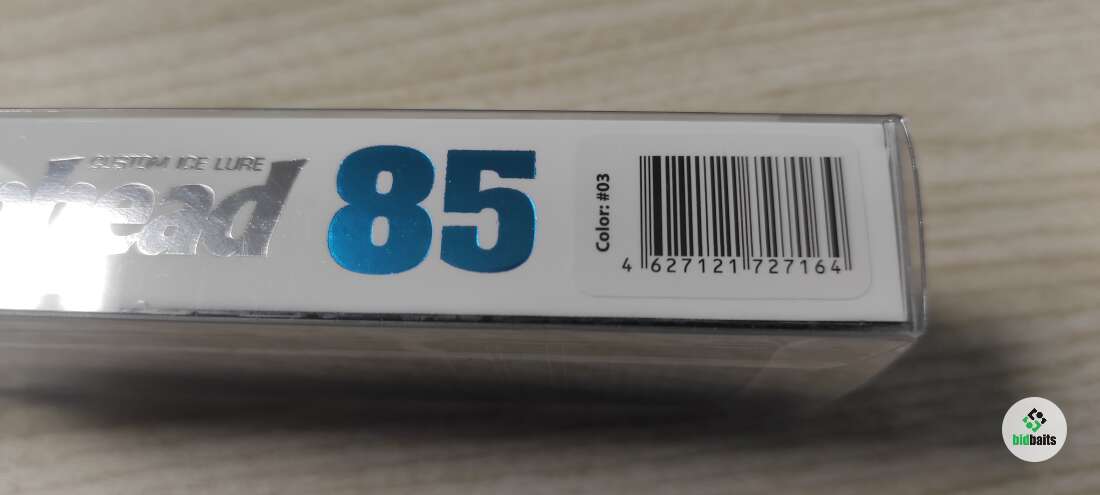 CUSTOM ICE LURE
head
85
Color: #03
4 627121 727164
bidbaits